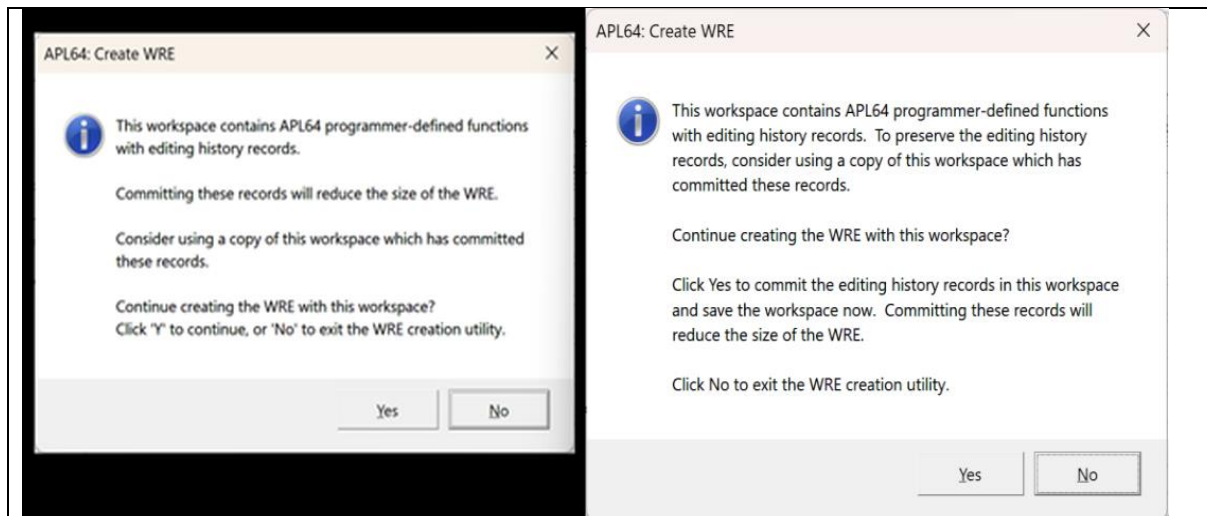 APL64: Create WRE
This workspace contains APL64 programmer-defined functions
with editing history records.
Committing these records will reduce the size of the WRE.
Consider using a copy of this workspace which has committed
these records.
Continue creating the WRE with this workspace?
Click 'Y' to continue, or 'No' to exit the WRE creation utility.
Yes
No
APL64: Create WRE
This workspace contains APL64 programmer-defined functions
with editing history records.  To preserve the editing history
records, consider using a copy of this workspace which has
committed these records.
Continue creating the WRE with this workspace?
Click Yes to commit the editing history records in this workspace
and save the workspace now.  Committing these records will
reduce the size of the WRE.
Click No to exit the WRE creation utility.
Yes
No